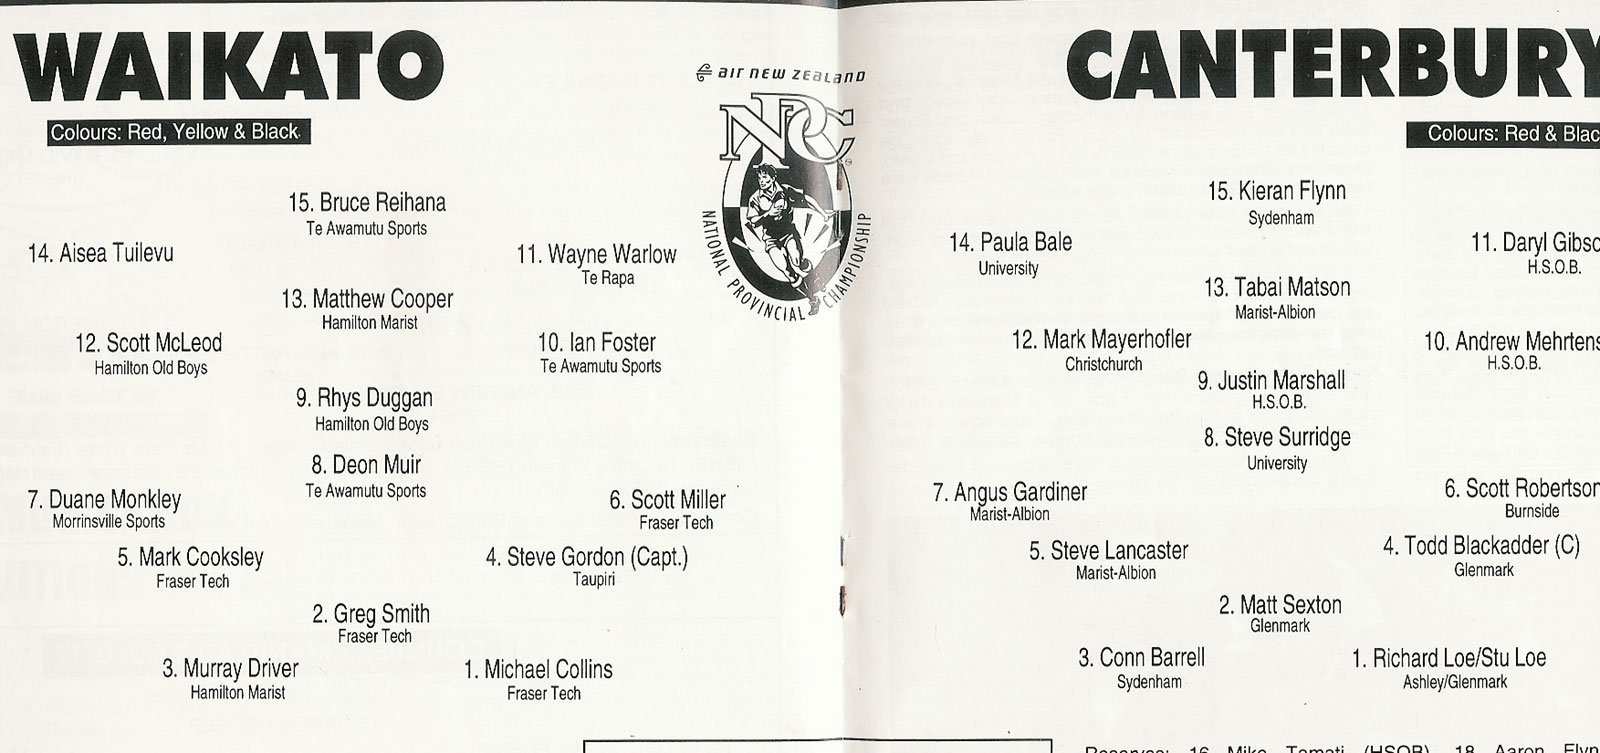 WAIKATO
Colours: Red, Yellow & Black.
15. Bruce Reihana
Te Awamutu Sports
14. Aisea Tuilevu
11. Wayne Warlow
Te Rapa
13. Matthew Cooper
Hamilton Marist
12. Scott McLeod
Hamilton Old Boys
10. Ian Foster
Te Awamutu Sports
9. Rhys Duggan
Hamilton Old Boys
8. Deon Muir
Te Awamutu Sports
7. Duane Monkley
Morrinsville Sports
6. Scott Miller
Fraser Tech
5. Mark Cooksley
Fraser Tech
4. Steve Gordon (Capt.)
Taupiri
2. Greg Smith
Fraser Tech
3. Murray Driver
Hamilton Marist
1. Michael Collins
Fraser Tech
air new zealand
NPC
NATIONAL PROVINCIAL CHAMPIONSHIP
CANTERBURY
Colours: Red & Blac
15. Kieran Flynn
Sydenham
14. Paula Bale
University
11. Daryl Gibso
H.S.O.B.
13. Tabai Matson
Marist-Albion
12. Mark Mayerhofler
Christchurch
10. Andrew Mehrtens
H.S.O.B.
9. Justin Marshall
H.S.O.B.
8. Steve Surridge
University
7. Angus Gardiner
Marist-Albion
6. Scott Robertson
Burnside
5. Steve Lancaster
Marist-Albion
4. Todd Blackadder (C)
Glenmark
2. Matt Sexton
Glenmark
3. Conn Barrell
Sydenham
1. Richard Loe/Stu Loe
Ashley/Glenmark
Reserves: 16 Mike Tamati (HSOB), 18 Aaron Flyn